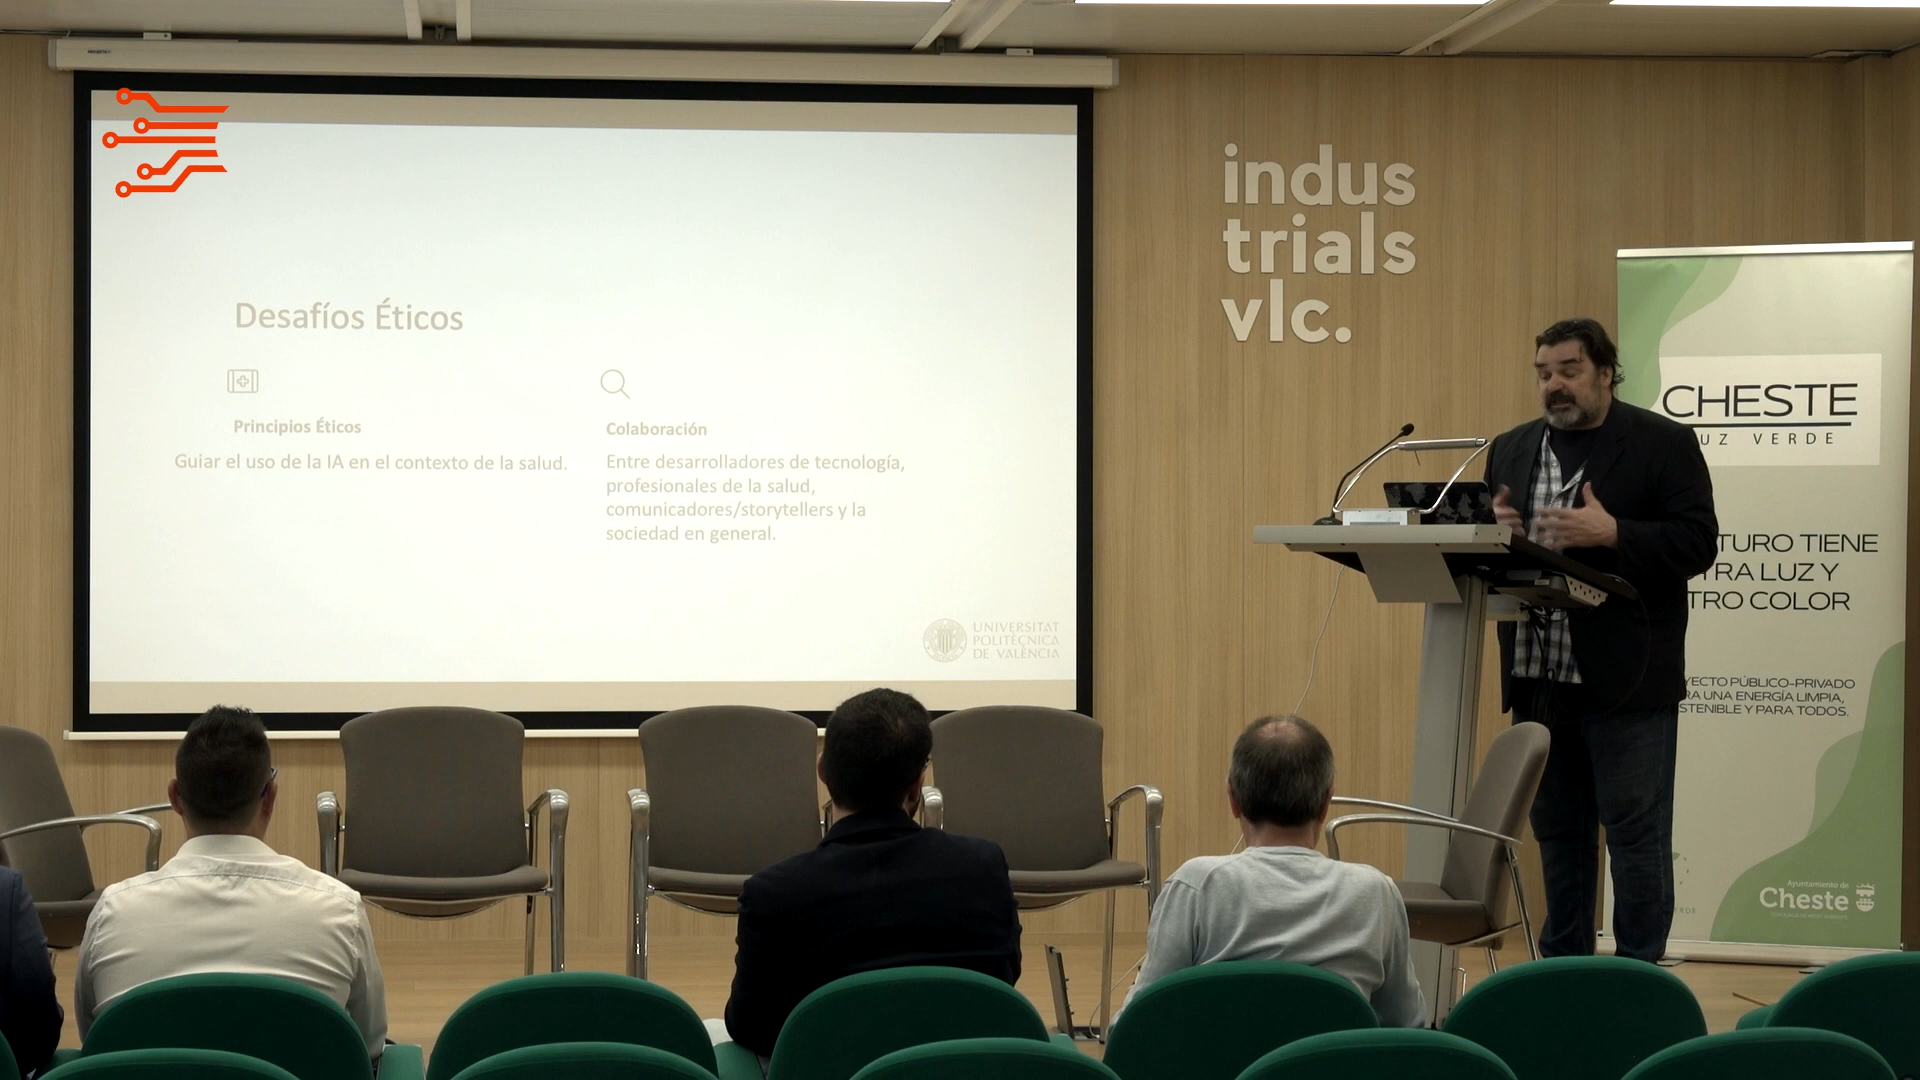 Desafíos Éticos
Principios Éticos
Guiar el uso de la IA en el contexto de la salud.
Colaboración
Entre desarrolladores de tecnología,
profesionales de la salud,
comunicadores/storytellers y la
sociedad en general.
UNIVERSITAT
POLITÈCNICA
DE VALÈNCIA
indus
trials
vlc.
CHESTE
UZ VERDE
TURO TIENE
TRA LUZ Y
TRO COLOR
YECTO PÚBLICO-PRIVADO
RA UNA ENERGÍA LIMPIA,
STENIBLE Y PARA TODOS.
Ayuntamiento de
Cheste